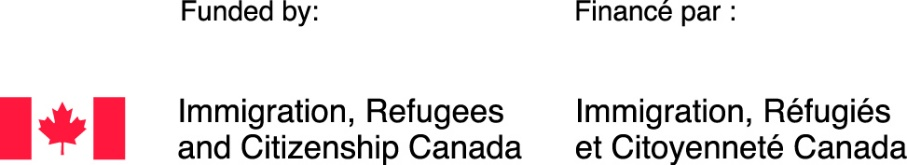 Funded by:
Financé par :
Immigration, Refugees
and Citizenship Canada
Immigration, Réfugiés
et Citoyenneté Canada